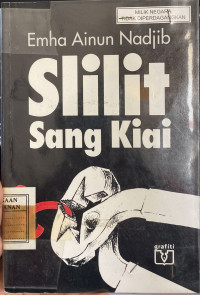 MILIK NEGARA
TIDAK DIPERDAGANGKAN
Emha Ainun Nadjib
Slilit
Sang Kiai
grafiti